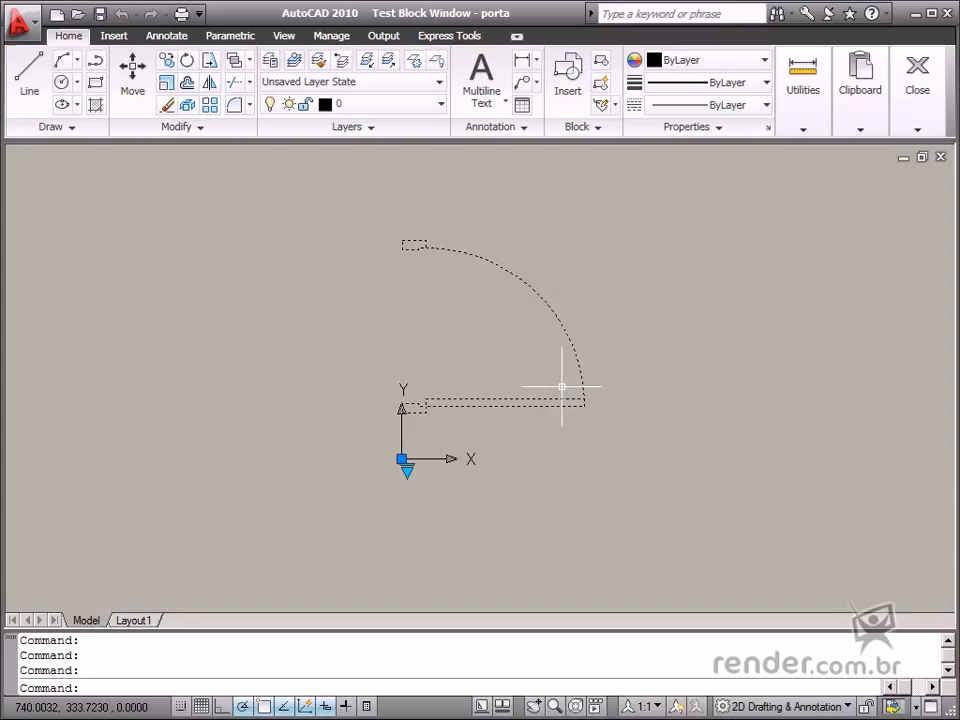 AutoCAD 2010 Test Block Window - porta
Type a keyword or phrase
Home Insert Annotate Parametric View Manage Output Express Tools
Line
Move
Unsaved Layer State
0
Multiline
Text
Insert
ByLayer
ByLayer
ByLayer
Utilities
Clipboard
Close
Draw Modify Layers Annotation Block Properties
Y
X
Model Layout1
Command:
Command:
Command:
Command:
render.com.br
740.0032, 333.7230, 0.0000
1:1
2D Drafting & Annotation